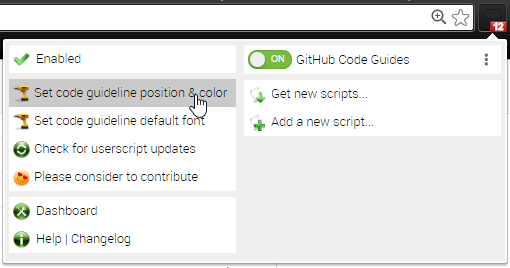 12
Enabled
Set code guideline position & color
Set code guideline default font
Check for userscript updates
Please consider to contribute
Dashboard
Help | Changelog
ON GitHub Code Guides
Get new scripts...
Add a new script...